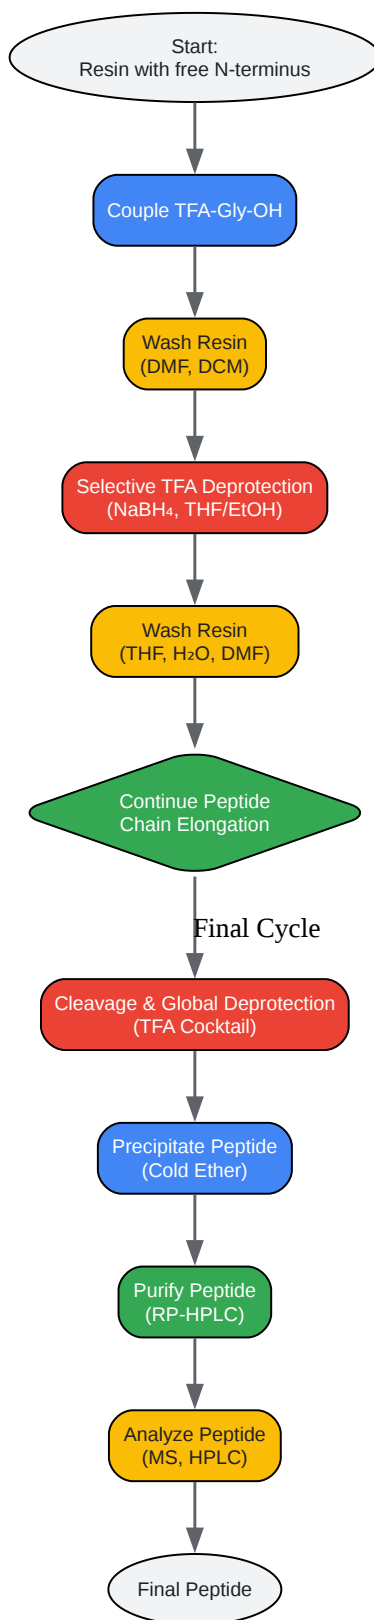 Start:
Resin with free N-terminus
Couple TFA-Gly-OH
Wash Resin
(DMF, DCM)
Selective TFA Deprotection
(NaBH₄, THF/EtOH)
Wash Resin
(THF, H₂O, DMF)
Continue Peptide
Chain Elongation
Final Cycle
Cleavage & Global Deprotection
(TFA Cocktail)
Precipitate Peptide
(Cold Ether)
Purify Peptide
(RP-HPLC)
Analyze Peptide
(MS, HPLC)
Final Peptide